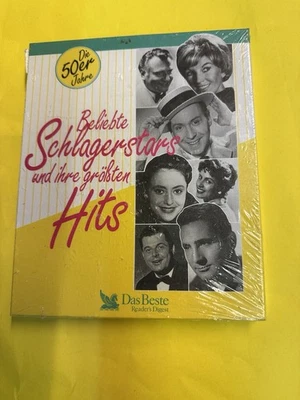 Die
50er
Jahre
Beliebte
Schlagerstars
und ihre größten
Hits
Das Beste
Reader's Digest